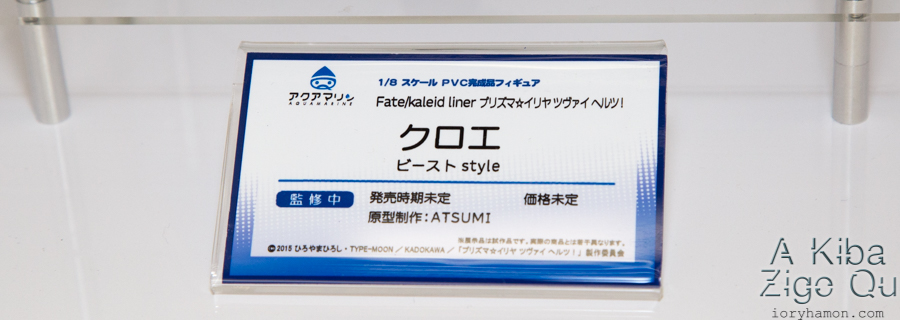 アクアマリン
AQUAMARINE
1/8 スケール PVC完成品フィギュア
Fate/kaleid liner プリズマ☆イリヤ ツヴァイ ヘルツ!
クロエ
ビースト style
監修中 発売時期未定 価格未定
原型制作:ATSUMI
※展示作品は試作品です。実際の商品とは若干異なります。
©2015 ひろやまひろし・TYPE-MOON / KADOKAWA / 「プリズマ☆イリヤ ツヴァイ ヘルツ!」製作委員会
A Kiba
Zige Qu
ioryhamon.com